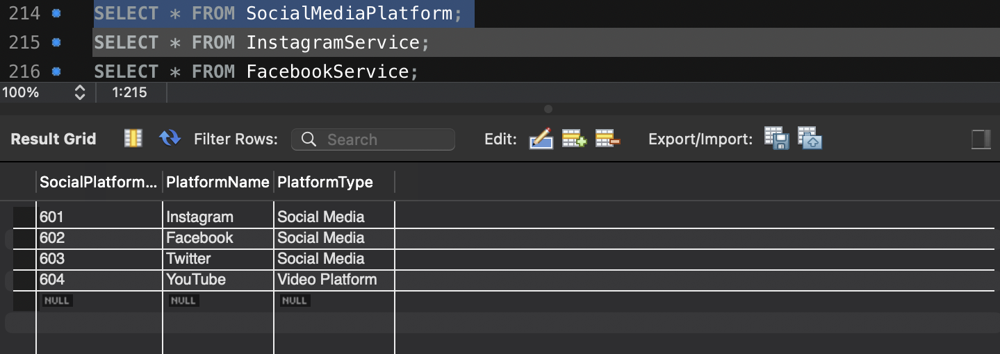 214 SELECT * FROM SocialMediaPlatform;
215 SELECT * FROM InstagramService;
216 SELECT * FROM FacebookService;
100% 1:215
Result Grid Filter Rows: Search Edit: Export/Import:
SocialPlatform... PlatformName PlatformType
601 Instagram Social Media
602 Facebook Social Media
603 Twitter Social Media
604 YouTube Video Platform
NULL NULL NULL